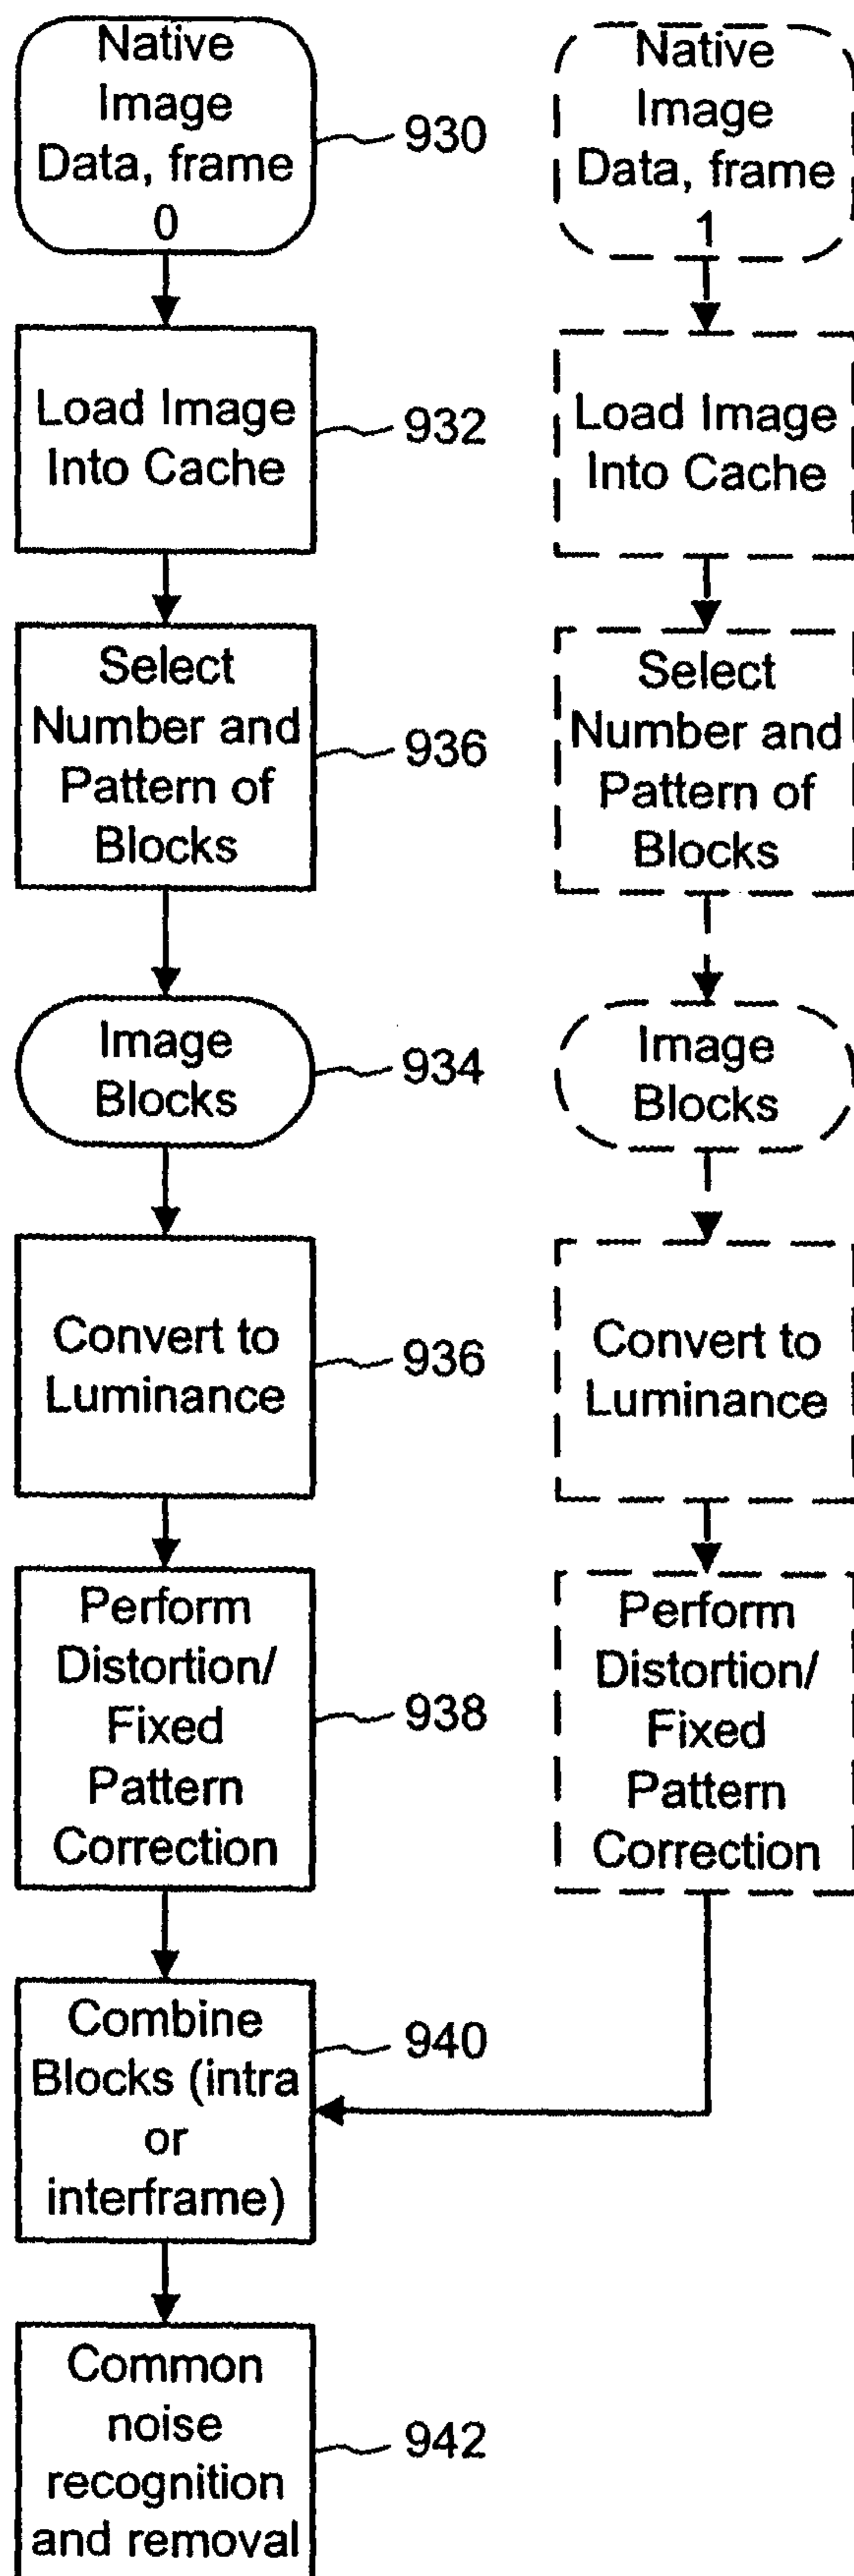 Native
Image
Data, frame
0
930
Load Image
Into Cache
932
Select
Number and
Pattern of
Blocks
936
Image
Blocks
934
Convert to
Luminance
936
Perform
Distortion/
Fixed
Pattern
Correction
938
Combine
Blocks (intra
or
interframe)
940
Common
noise
recognition
and removal
942
Native
Image
Data, frame
1
Load Image
Into Cache
Select
Number and
Pattern of
Blocks
Image
Blocks
Convert to
Luminance
Perform
Distortion/
Fixed
Pattern
Correction